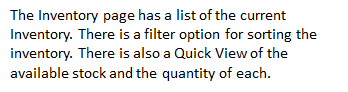 The Inventory page has a list of the current
Inventory. There is a filter option for sorting the
inventory. There is also a Quick View of the
available stock and the quantity of each.